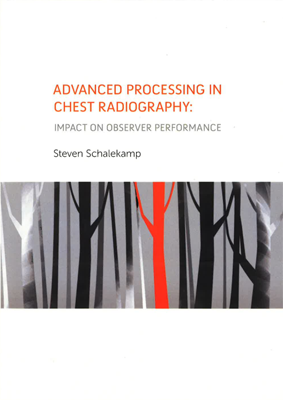 ADVANCED PROCESSING IN
CHEST RADIOGRAPHY:
IMPACT ON OBSERVER PERFORMANCE
Steven Schalekamp